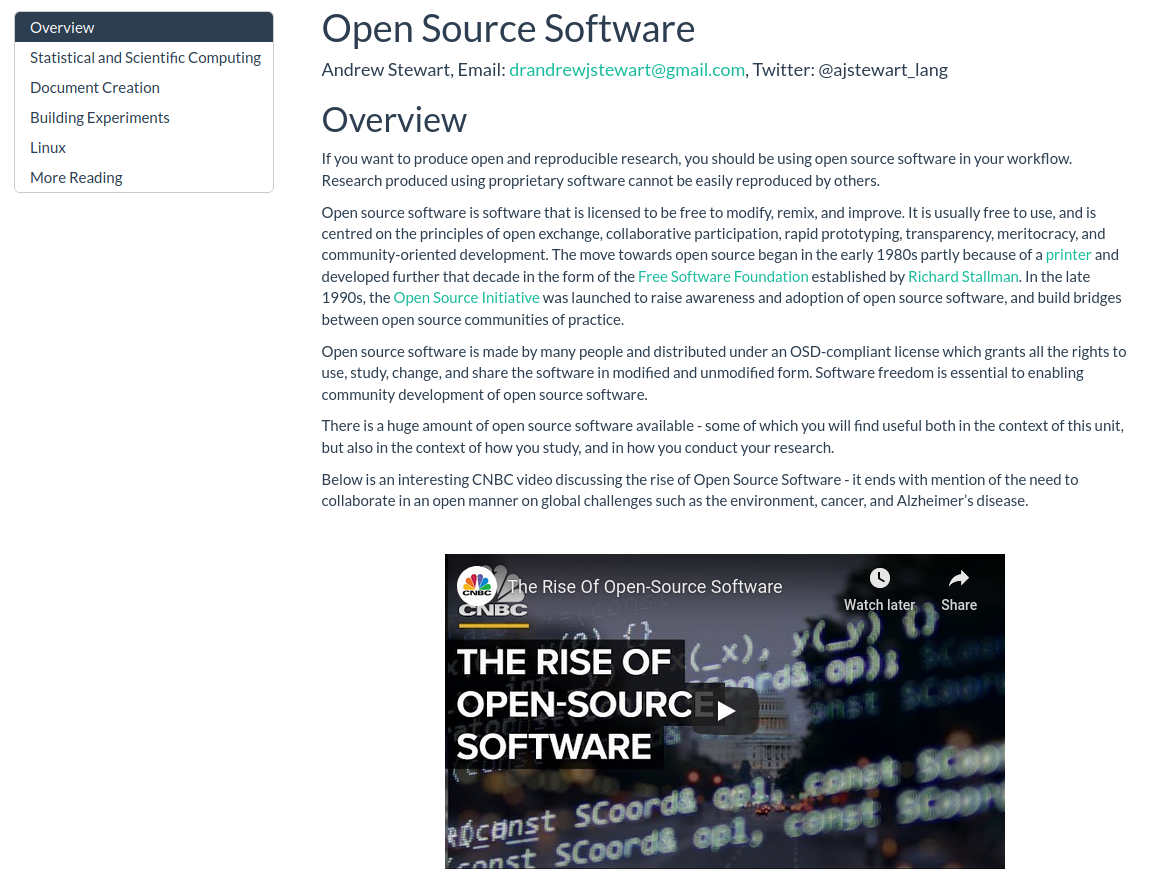 Overview
Statistical and Scientific Computing
Document Creation
Building Experiments
Linux
More Reading
Open Source Software
Andrew Stewart, Email: drandrewjstewart@gmail.com, Twitter: @ajstewart_lang
Overview
If you want to produce open and reproducible research, you should be using open source software in your workflow.
Research produced using proprietary software cannot be easily reproduced by others.
Open source software is software that is licensed to be free to modify, remix, and improve. It is usually free to use, and is
centred on the principles of open exchange, collaborative participation, rapid prototyping, transparency, meritocracy, and
community-oriented development. The move towards open source began in the early 1980s partly because of a printer and
developed further that decade in the form of the Free Software Foundation established by Richard Stallman. In the late
1990s, the Open Source Initiative was launched to raise awareness and adoption of open source software, and build bridges
between open source communities of practice.
Open source software is made by many people and distributed under an OSD-compliant license which grants all the rights to
use, study, change, and share the software in modified and unmodified form. Software freedom is essential to enabling
community development of open source software.
There is a huge amount of open source software available - some of which you will find useful both in the context of this unit,
but also in the context of how you study, and in how you conduct your research.
Below is an interesting CNBC video discussing the rise of Open Source Software - it ends with mention of the need to
collaborate in an open manner on global challenges such as the environment, cancer, and Alzheimer's disease.
CNBC
The Rise Of Open-Source Software
Watch later
Share
CNBC
(_x), y(_y) {}
THE RISE OF
OPEN-SOURCE
SOFTWARE
const SCoord& op1, const SCoo
const SCoord& op1, const SCoor